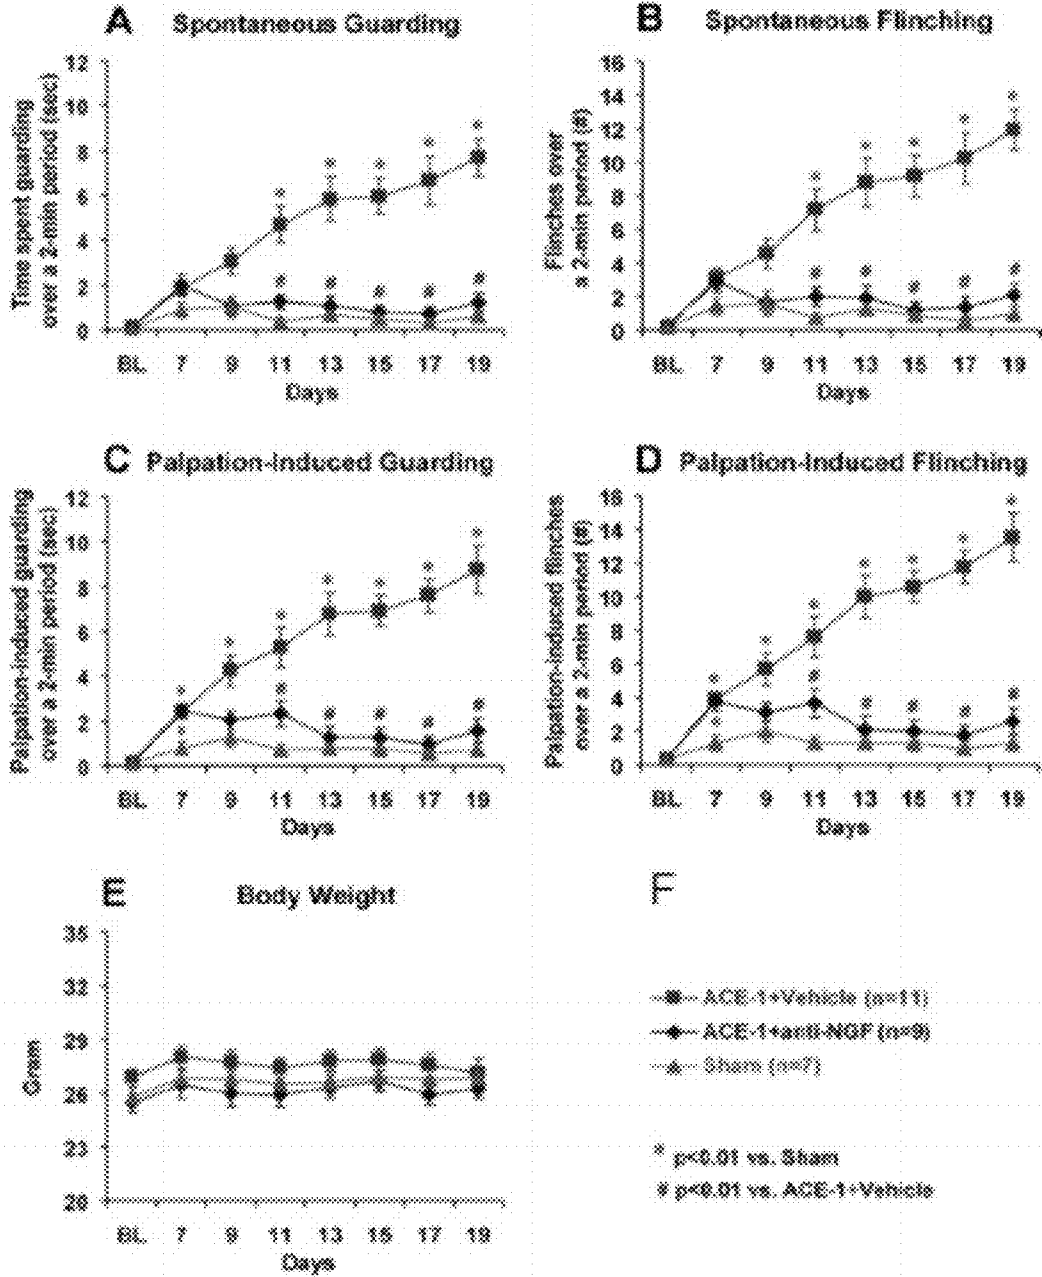 A Spontaneous Guarding
Time spent guarding
over a 2-min period (sec)
12
10
8
6
4
2
0
BL 7 9 11 13 15 17 19
Days
B Spontaneous Flinching
Flinches over
a 2-min period (#)
16
14
12
10
8
6
4
2
0
BL 7 9 11 13 15 17 19
Days
C Palpation-induced Guarding
Palpation-induced guarding
over a 2-min period (sec)
12
10
8
6
4
2
0
BL 7 9 11 13 15 17 19
Days
D Palpation-Induced Flinching
Palpation-induced flinches
over a 2-min period (#)
16
14
12
10
8
6
4
2
0
BL 7 9 11 13 15 17 19
Days
E Body Weight
Gram
35
32
29
26
23
20
BL 7 9 11 13 15 17 19
Days
F
ACE-1+Vehicle (n=11)
ACE-1+anti-NGF (n=9)
Sham (n=7)
* p<0.01 vs. Sham
# p<0.01 vs. ACE-1+Vehicle